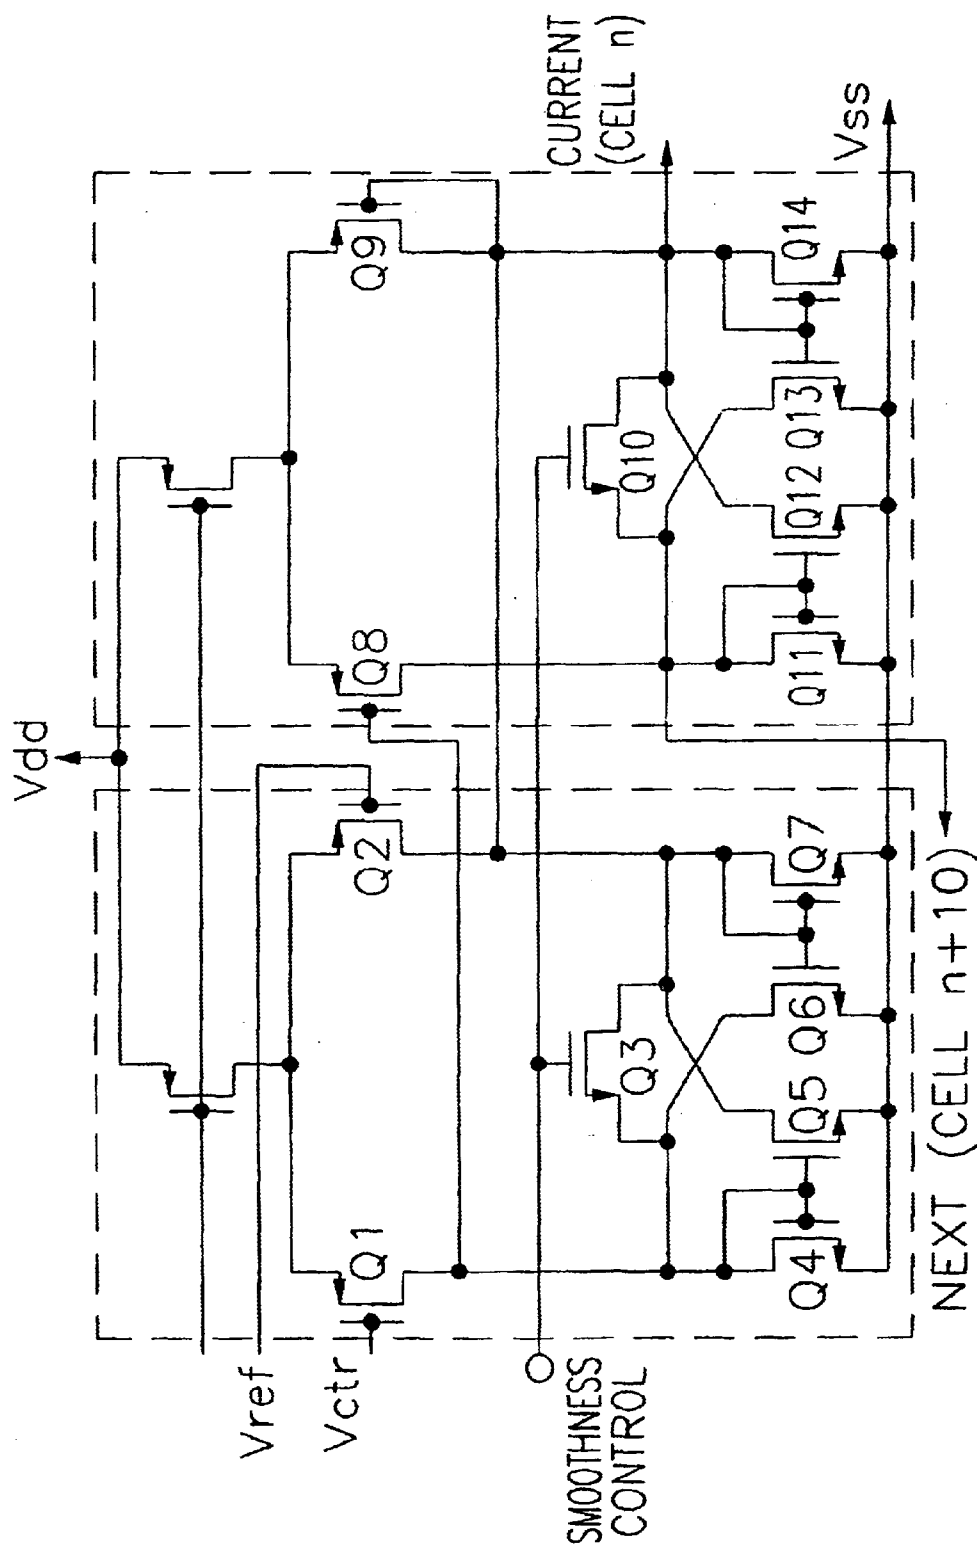 Vdd
Vref
Vctr
SMOOTHNESS
CONTROL
Q1
Q2
Q3
Q4
Q5
Q6
Q7
Q8
Q9
Q10
Q11
Q12
Q13
Q14
CURRENT
(CELL n)
Vss
NEXT (CELL n+10)